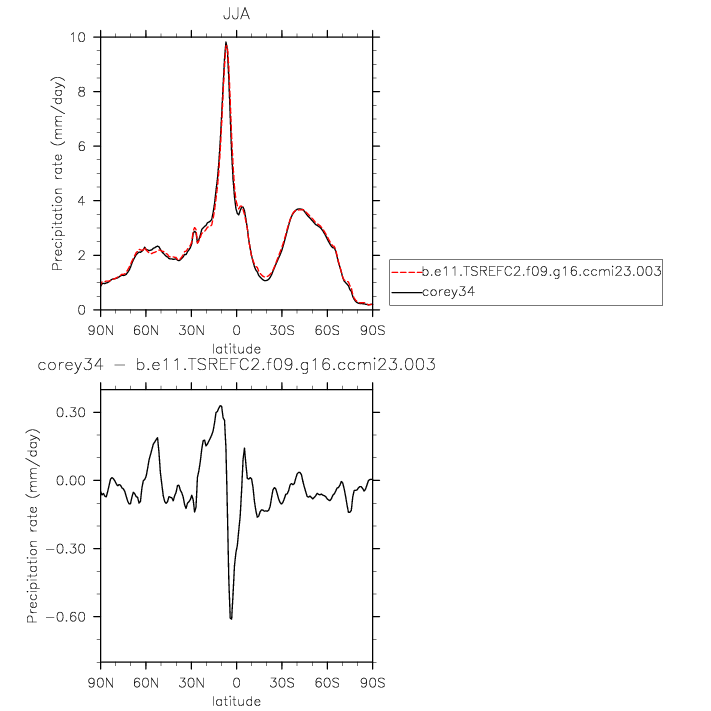 JJA
Precipitation rate (mm/day)
10
8
6
4
2
0
90N 60N 30N 0 30S 60S 90S
latitude
b.e11.TSREFC2.f09.g16.ccmi23.003
corey34
corey34 − b.e11.TSREFC2.f09.g16.ccmi23.003
Precipitation rate (mm/day)
0.30
0.00
−0.30
−0.60
90N 60N 30N 0 30S 60S 90S
latitude